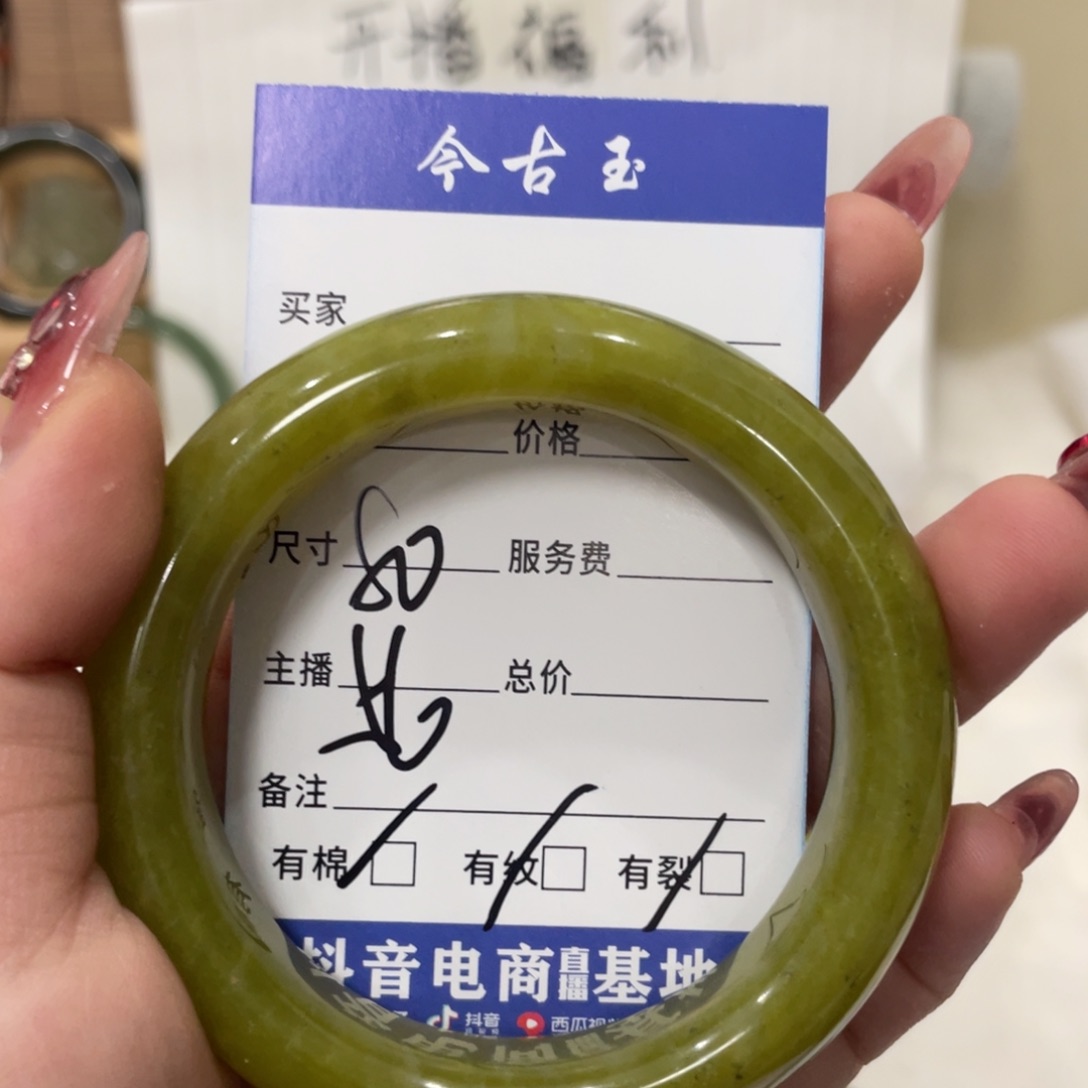 开播福利
今古玉
买家
价格
尺寸 80 服务费
主播 总价
备注
有棉 有纹 有裂
抖音电商直播基地
抖音 西瓜视